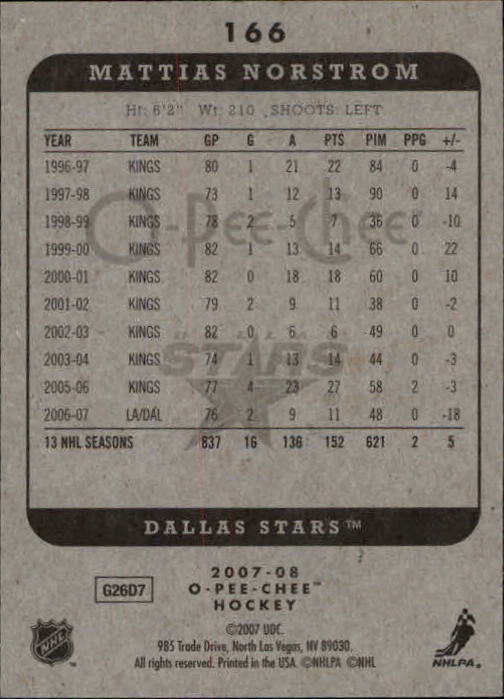 166
MATTIAS NORSTROM
HT: 6'2" WT: 210 SHOOTS: LEFT
YEAR TEAM GP G A PTS PIM PPG +/-
1996-97 KINGS 80 1 21 22 84 0 -4
1997-98 KINGS 73 1 12 13 90 0 14
1998-99 KINGS 78 2 5 7 36 0 -10
1999-00 KINGS 82 1 13 14 66 0 22
2000-01 KINGS 82 0 18 18 60 0 10
2001-02 KINGS 79 2 9 11 38 0 -2
2002-03 KINGS 82 0 6 6 49 0 0
2003-04 KINGS 74 1 13 14 44 0 -3
2005-06 KINGS 77 4 23 27 58 2 -3
2006-07 LA/DAL 76 2 9 11 48 0 -18
13 NHL SEASONS 837 16 136 152 621 2 5
O-PEE-CHEE
DALLAS
STARS
DALLAS STARS™
2007-08
G26D7 O-PEE-CHEE™
HOCKEY
©2007 UDC.
985 Trade Drive, North Las Vegas, NV 89030.
All rights reserved. Printed in the USA. ©NHLPA ©NHL
NHL™
NHLPA®